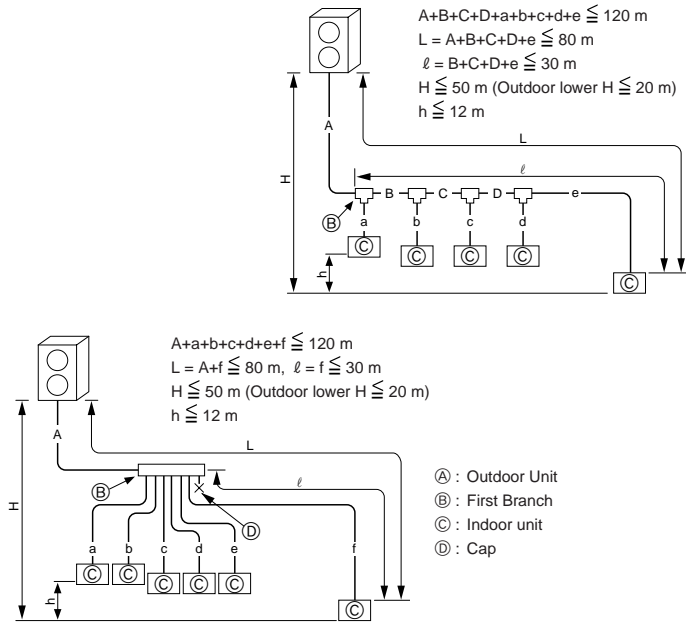 A+B+C+D+a+b+c+d+e ≦ 120 m
L = A+B+C+D+e ≦ 80 m
ℓ = B+C+D+e ≦ 30 m
H ≦ 50 m (Outdoor lower H ≦ 20 m)
h ≦ 12 m
A
L
H
ℓ
B C D e
Ⓑ
a b c d
Ⓒ Ⓒ Ⓒ Ⓒ
h
Ⓒ
A+a+b+c+d+e+f ≦ 120 m
L = A+f ≦ 80 m, ℓ = f ≦ 30 m
H ≦ 50 m (Outdoor lower H ≦ 20 m)
h ≦ 12 m
A
L
H
Ⓑ
ℓ
Ⓓ
a b c d e f
Ⓒ Ⓒ Ⓒ Ⓒ Ⓒ
h
Ⓒ
Ⓐ : Outdoor Unit
Ⓑ : First Branch
Ⓒ : Indoor unit
Ⓓ : Cap